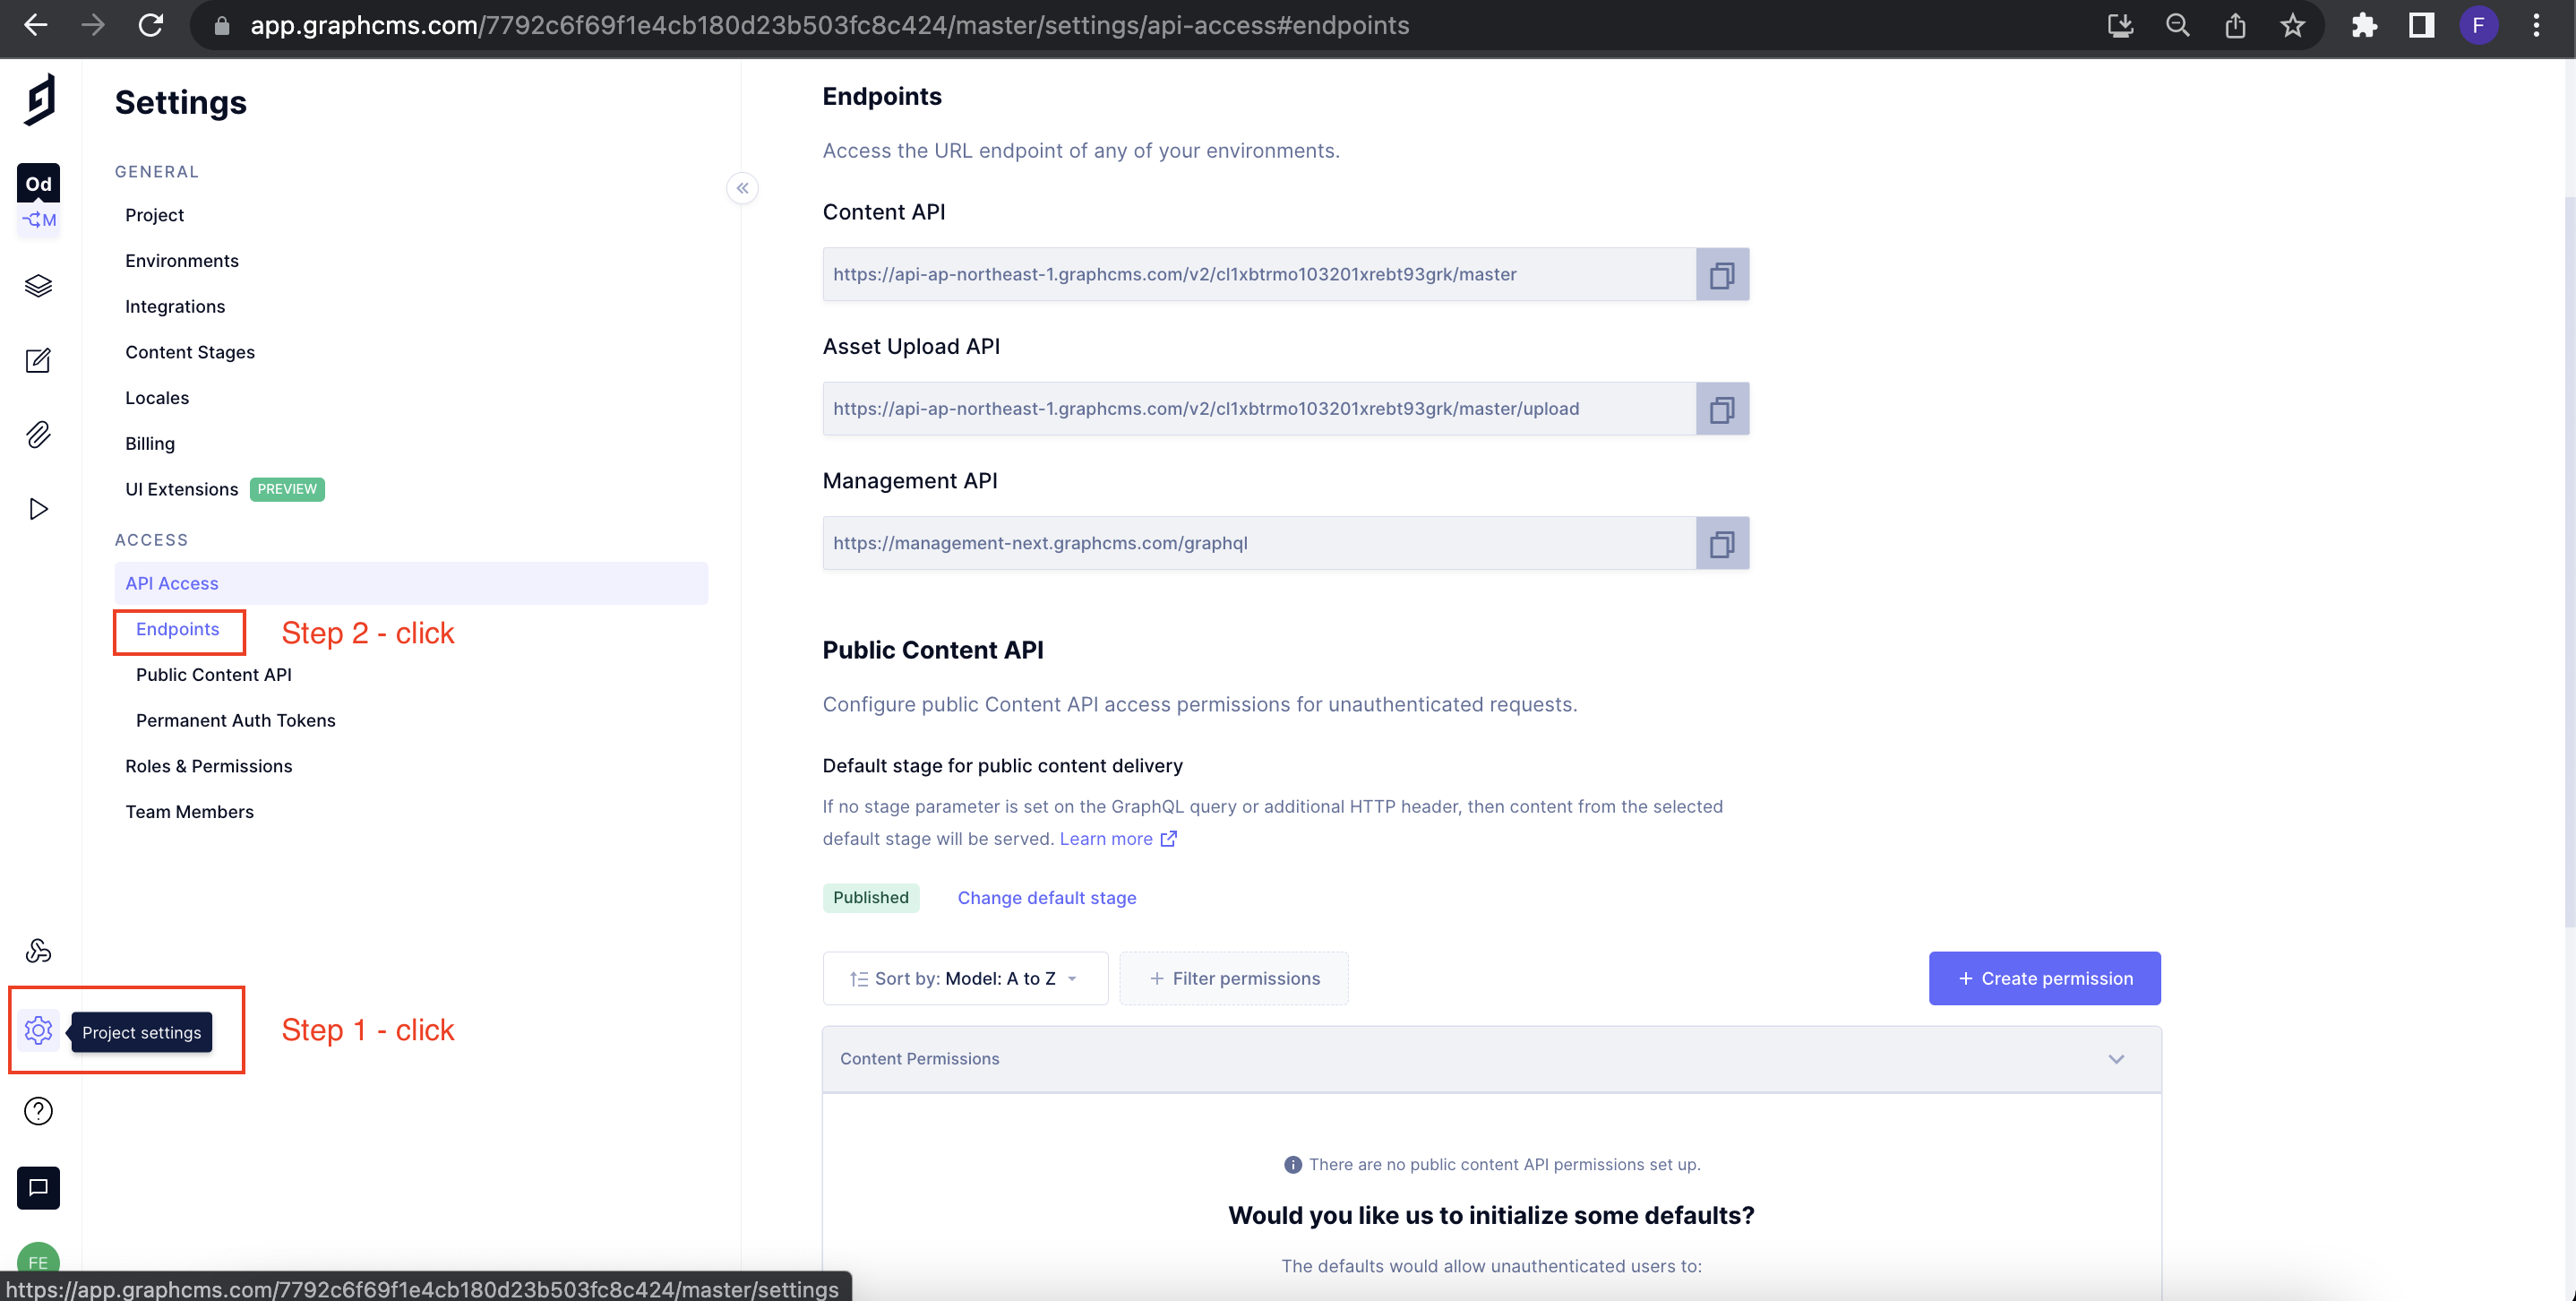 app.graphcms.com/7792c6f69f1e4cb180d23b503fc8c424/master/settings/api-access#endpoints
F
Settings
Od
M
GENERAL
Project
Environments
Integrations
Content Stages
Locales
Billing
UI Extensions PREVIEW
ACCESS
API Access
Endpoints
Step 2 - click
Public Content API
Permanent Auth Tokens
Roles & Permissions
Team Members
Project settings
Step 1 - click
FE
https://app.graphcms.com/7792c6f69f1e4cb180d23b503fc8c424/master/settings
Endpoints
Access the URL endpoint of any of your environments.
Content API
https://api-ap-northeast-1.graphcms.com/v2/cl1xbtrmo103201xrebt93grk/master
Asset Upload API
https://api-ap-northeast-1.graphcms.com/v2/cl1xbtrmo103201xrebt93grk/master/upload
Management API
https://management-next.graphcms.com/graphql
Public Content API
Configure public Content API access permissions for unauthenticated requests.
Default stage for public content delivery
If no stage parameter is set on the GraphQL query or additional HTTP header, then content from the selected
default stage will be served. Learn more
Published
Change default stage
Sort by: Model: A to Z
+ Filter permissions
+ Create permission
Content Permissions
There are no public content API permissions set up.
Would you like us to initialize some defaults?
The defaults would allow unauthenticated users to: